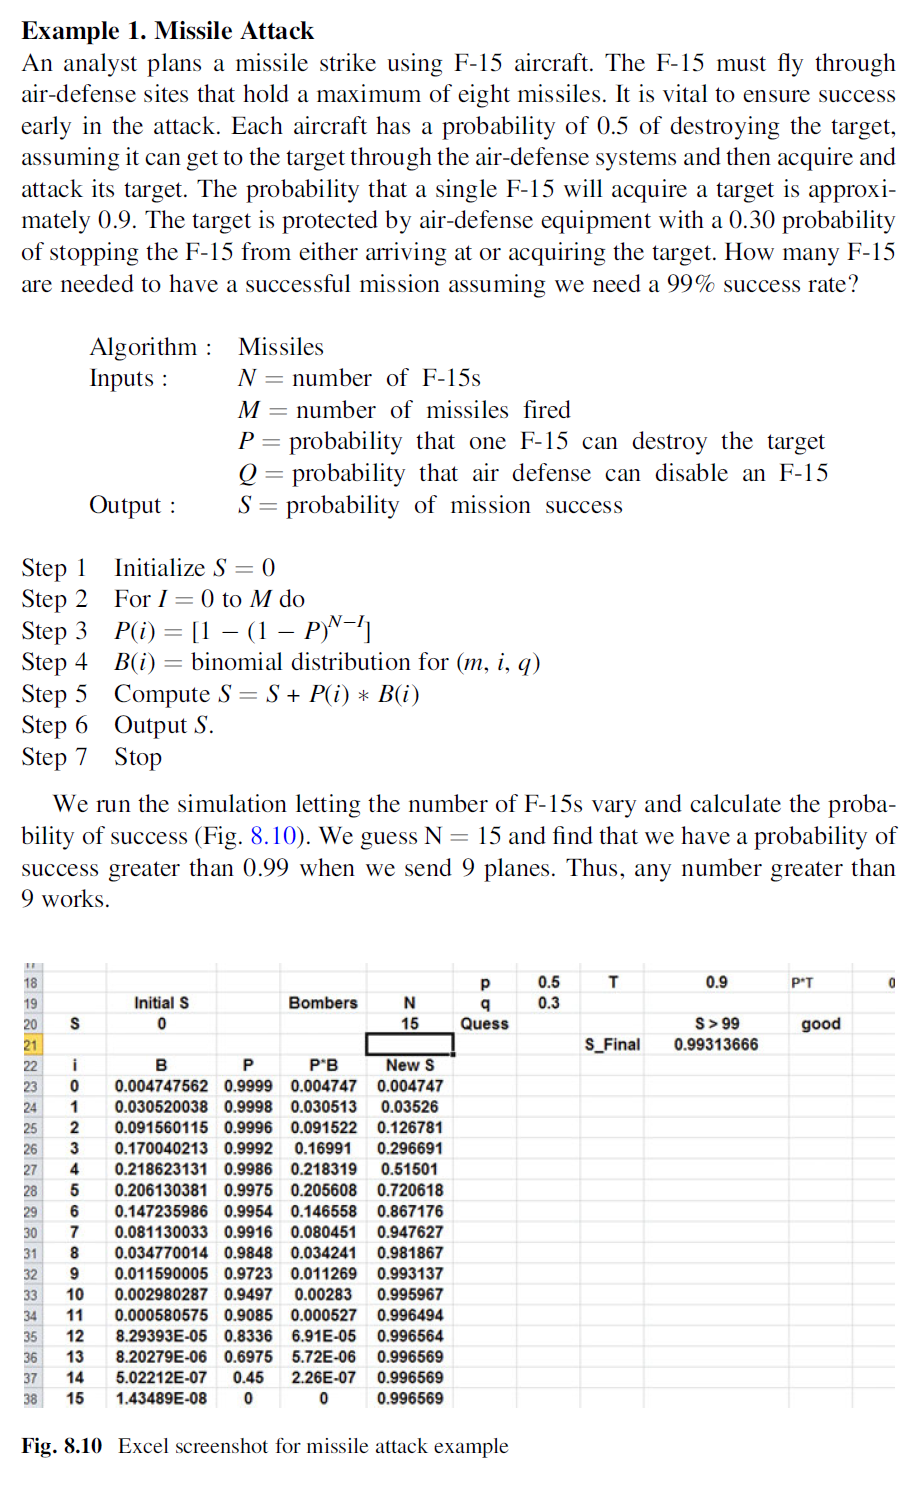 Example 1. Missile Attack
An analyst plans a missile strike using F-15 aircraft. The F-15 must fly through
air-defense sites that hold a maximum of eight missiles. It is vital to ensure success
early in the attack. Each aircraft has a probability of 0.5 of destroying the target,
assuming it can get to the target through the air-defense systems and then acquire and
attack its target. The probability that a single F-15 will acquire a target is approxi-
mately 0.9. The target is protected by air-defense equipment with a 0.30 probability
of stopping the F-15 from either arriving at or acquiring the target. How many F-15
are needed to have a successful mission assuming we need a 99% success rate?
Algorithm : Missiles
Inputs : N = number of F-15s
M = number of missiles fired
P = probability that one F-15 can destroy the target
Q = probability that air defense can disable an F-15
Output : S = probability of mission success
Step 1 Initialize S = 0
Step 2 For I = 0 to M do
Step 3 P(i) = [1 − (1 − P)^{N−I}]
Step 4 B(i) = binomial distribution for (m, i, q)
Step 5 Compute S = S + P(i) ∗ B(i)
Step 6 Output S.
Step 7 Stop
We run the simulation letting the number of F-15s vary and calculate the proba-
bility of success (Fig. 8.10). We guess N = 15 and find that we have a probability of
success greater than 0.99 when we send 9 planes. Thus, any number greater than
9 works.
18 p 0.5 T 0.9 P*T
19 Initial S Bombers N q 0.3
20 S 0 15 Quess S > 99 good
21 S_Final 0.99313666
22 i B P P*B New S
23 0 0.004747562 0.9999 0.004747 0.004747
24 1 0.030520038 0.9998 0.030513 0.03526
25 2 0.091560115 0.9996 0.091522 0.126781
26 3 0.170040213 0.9992 0.16991 0.296691
27 4 0.218623131 0.9986 0.218319 0.51501
28 5 0.206130381 0.9975 0.205608 0.720618
29 6 0.147235986 0.9954 0.146558 0.867176
30 7 0.081130033 0.9916 0.080451 0.947627
31 8 0.034770014 0.9848 0.034241 0.981867
32 9 0.011590005 0.9723 0.011269 0.993137
33 10 0.002980287 0.9497 0.00283 0.995967
34 11 0.000580575 0.9085 0.000527 0.996494
35 12 8.29393E-05 0.8336 6.91E-05 0.996564
36 13 8.20279E-06 0.6975 5.72E-06 0.996569
37 14 5.02212E-07 0.45 2.26E-07 0.996569
38 15 1.43489E-08 0 0 0.996569
Fig. 8.10 Excel screenshot for missile attack example